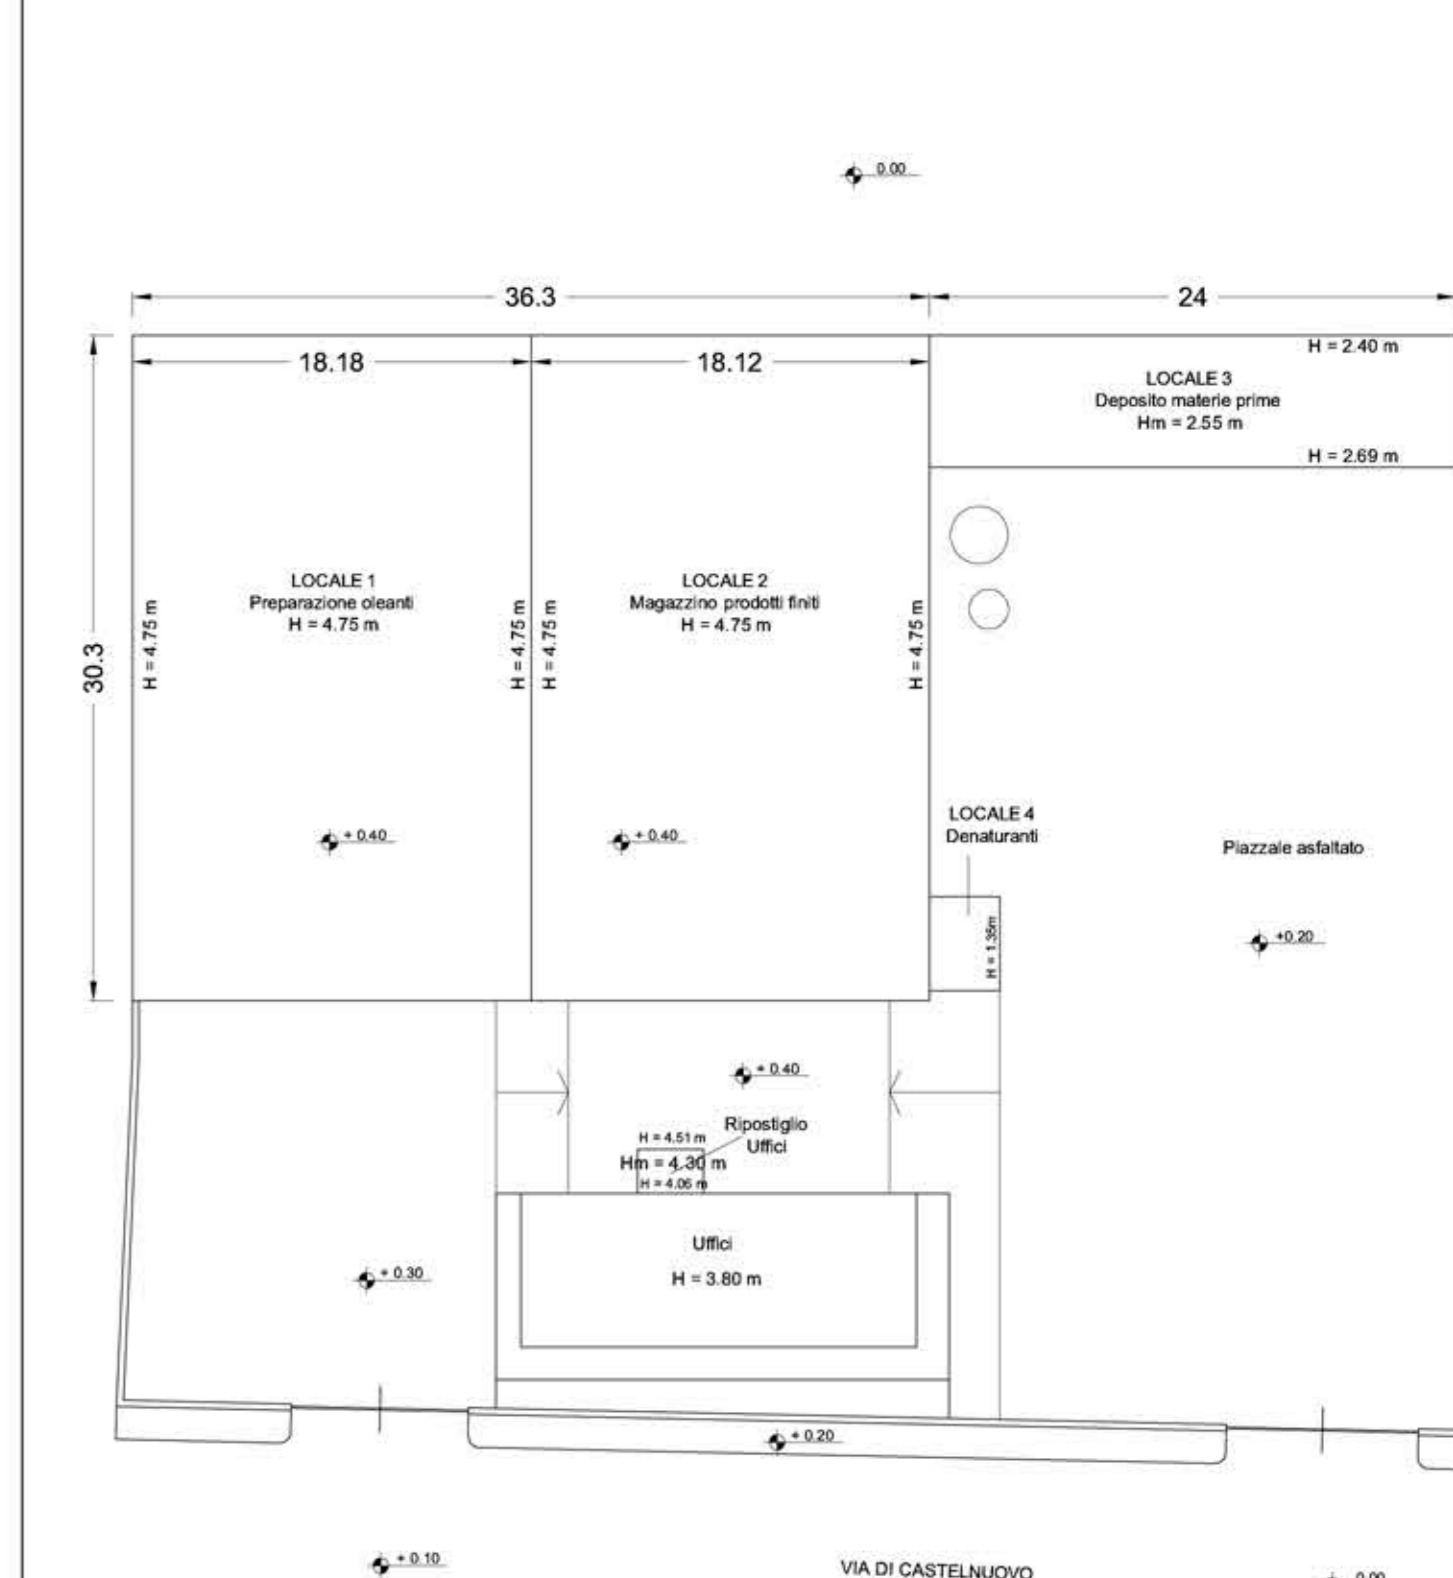 0.00
36.3
24
18.18
18.12
H = 2.40 m
LOCALE 3
Deposito materie prime
Hm = 2.55 m
H = 2.69 m
LOCALE 1
Preparazione oleanti
H = 4.75 m
LOCALE 2
Magazzino prodotti finiti
H = 4.75 m
H = 4.75 m
H = 4.75 m
H = 4.75 m
H = 4.75 m
30.3
LOCALE 4
Denaturanti
+ 0.40
+ 0.40
Piazzale asfaltato
H = 1.35m
+0.20
+ 0.40
Ripostiglio
Uffici
H = 4.51 m
Hm = 4.30 m
H = 4.06 m
Uffici
H = 3.80 m
+ 0.30
+ 0.20
+ 0.10
VIA DI CASTELNUOVO
0.00